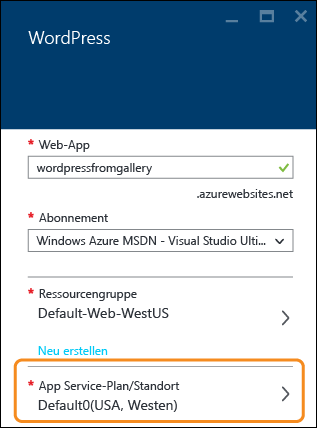 WordPress
* Web-App
wordpressfromgallery
.azurewebsites.net
* Abonnement
Windows Azure MSDN - Visual Studio Ulti...
* Ressourcengruppe
Default-Web-WestUS
Neu erstellen
* App Service-Plan/Standort
Default0(USA, Westen)